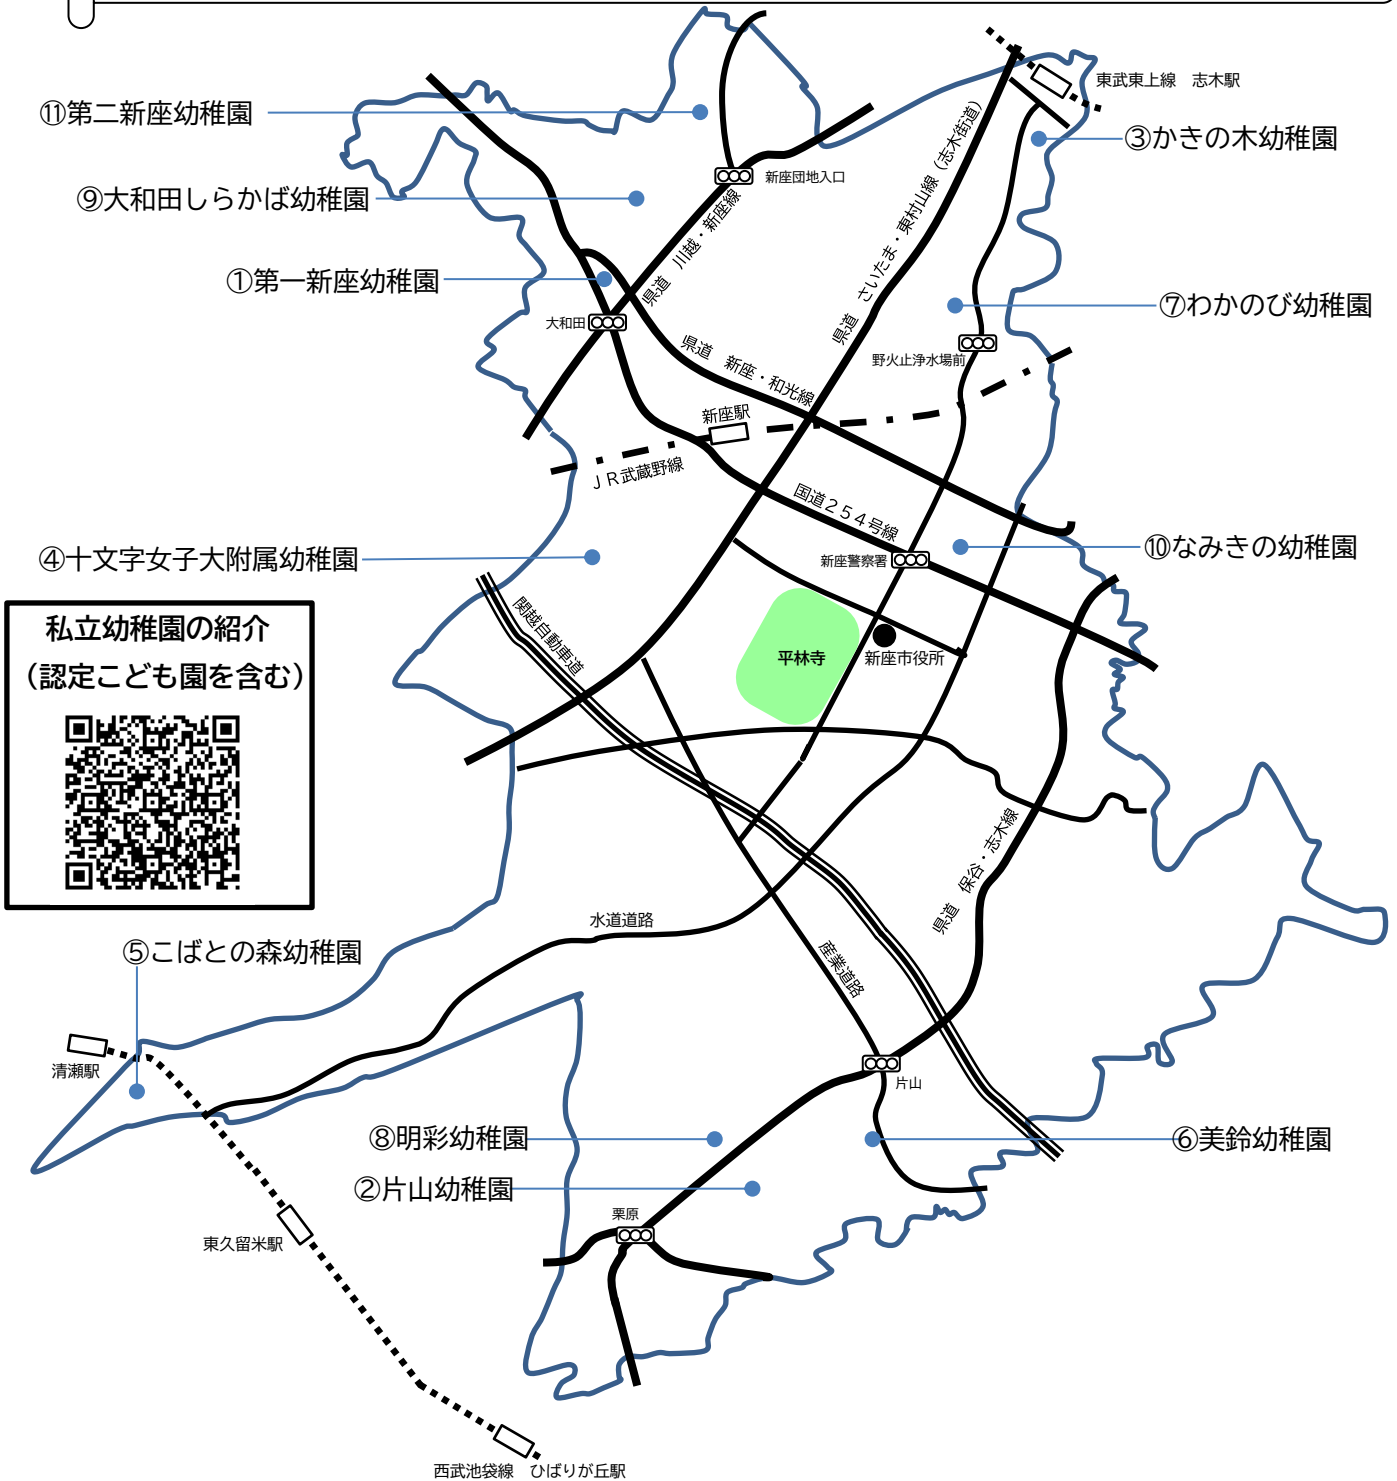 東武東上線　志木駅
⑪第二新座幼稚園
③かきの木幼稚園
県道　さいたま・東村山線（志木街道）
新座団地入口
⑨大和田しらかば幼稚園
県道　川越・新座線
①第一新座幼稚園
⑦わかのび幼稚園
大和田
県道　新座・和光線
野火止浄水場前
新座駅
ＪＲ武蔵野線
国道２５４号線
④十文字女子大附属幼稚園
新座警察署
⑩なみきの幼稚園
関越自動車道
私立幼稚園の紹介
（認定こども園を含む）
平林寺
新座市役所
県道　保谷・志木線
水道道路
⑤こばとの森幼稚園
産業道路
清瀬駅
片山
⑧明彩幼稚園
⑥美鈴幼稚園
②片山幼稚園
栗原
東久留米駅
西武池袋線　ひばりが丘駅